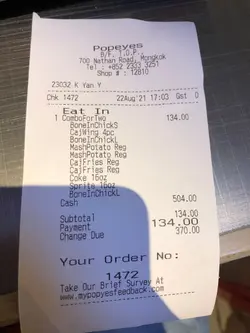 Popeyes
B/F, T.O.P.,
700 Nathan Road, Mongkok
Tel : +852 2333 3251
Shop # : 12810
23032 K Yan Y
Chk 1472 22Aug'21 17:03 Gst 0
Eat In
1 ComboForTwo 134.00
BoneInChickS
CajWing 4pc
BoneInChickL
MashPotato Reg
MashPotato Reg
CajFries Reg
CajFries Reg
Coke 16oz
Sprite 16oz
BoneInChickL
Cash 504.00
Subtotal 134.00
Payment 134.00
Change Due 370.00
Your Order No:
1472
Take Our Brief Survey At
www.mypopyesfeedback.com